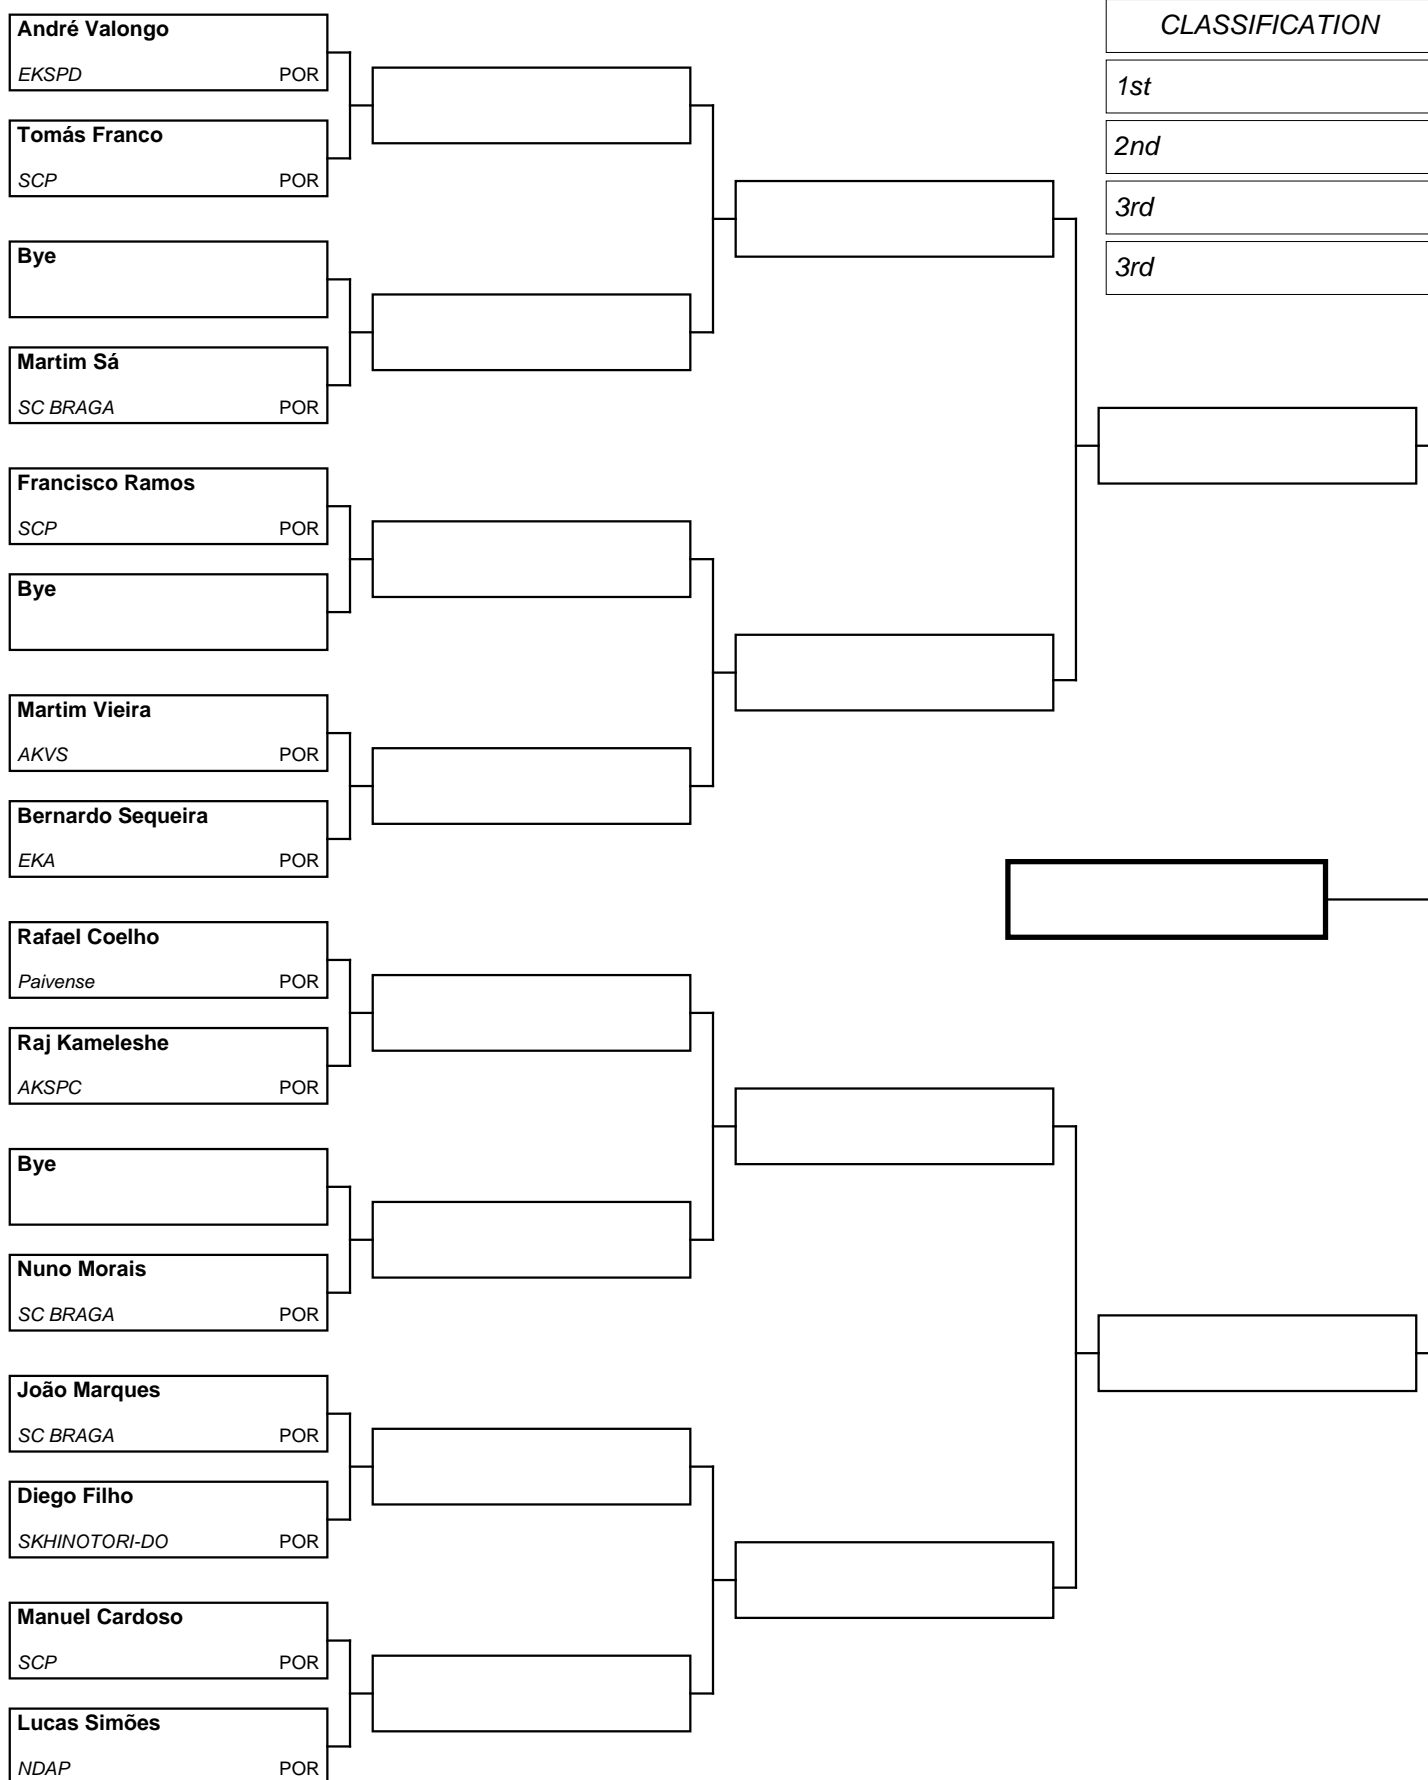 André Valongo
EKSPD POR
Tomás Franco
SCP POR
Bye
Martim Sá
SC BRAGA POR
Francisco Ramos
SCP POR
Bye
Martim Vieira
AKVS POR
Bernardo Sequeira
EKA POR
Rafael Coelho
Paivense POR
Raj Kameleshe
AKSPC POR
Bye
Nuno Morais
SC BRAGA POR
João Marques
SC BRAGA POR
Diego Filho
SKHINOTORI-DO POR
Manuel Cardoso
SCP POR
Lucas Simões
NDAP POR
CLASSIFICATION
1st
2nd
3rd
3rd